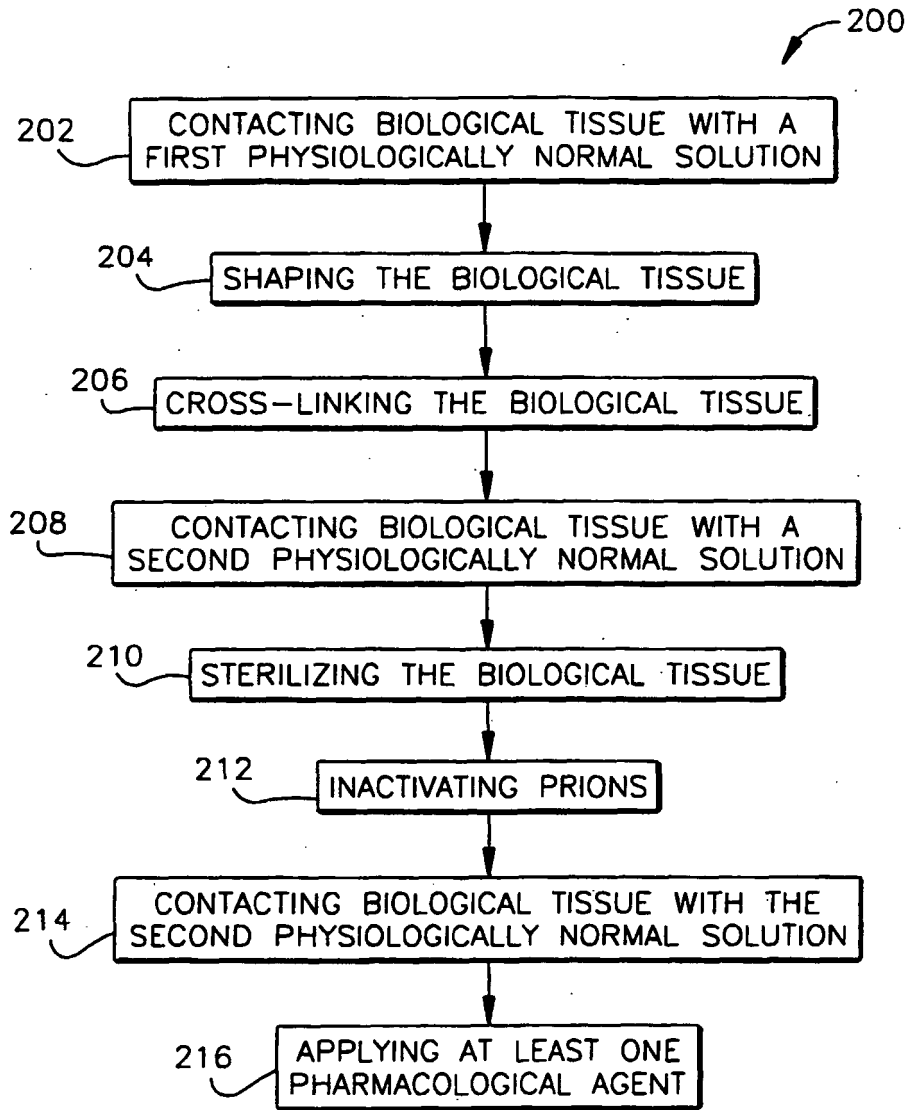 200
202
CONTACTING BIOLOGICAL TISSUE WITH A
FIRST PHYSIOLOGICALLY NORMAL SOLUTION
204
SHAPING THE BIOLOGICAL TISSUE
206
CROSS-LINKING THE BIOLOGICAL TISSUE
208
CONTACTING BIOLOGICAL TISSUE WITH A
SECOND PHYSIOLOGICALLY NORMAL SOLUTION
210
STERILIZING THE BIOLOGICAL TISSUE
212
INACTIVATING PRIONS
214
CONTACTING BIOLOGICAL TISSUE WITH THE
SECOND PHYSIOLOGICALLY NORMAL SOLUTION
216
APPLYING AT LEAST ONE
PHARMACOLOGICAL AGENT